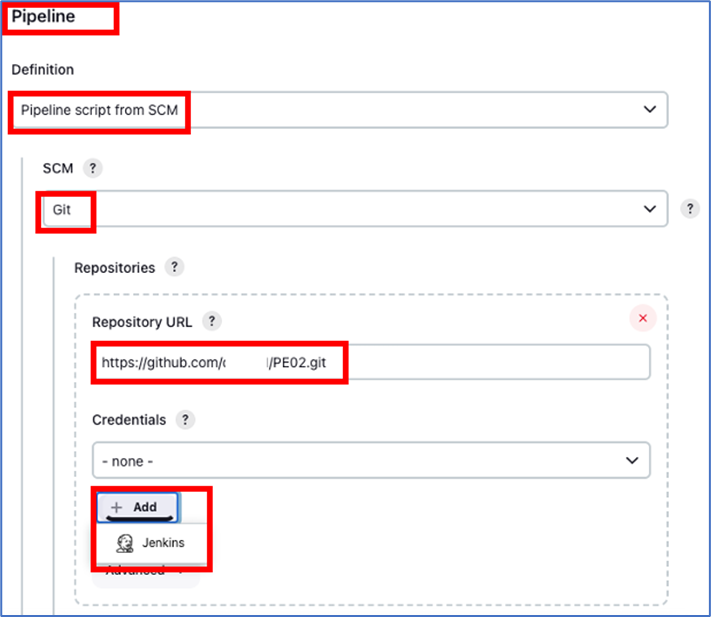 Pipeline
Definition
Pipeline script from SCM
SCM ?
Git
?
Repositories ?
Repository URL ?
https://github.com/ /PE02.git
Credentials ?
- none -
+ Add
Jenkins
Advanced